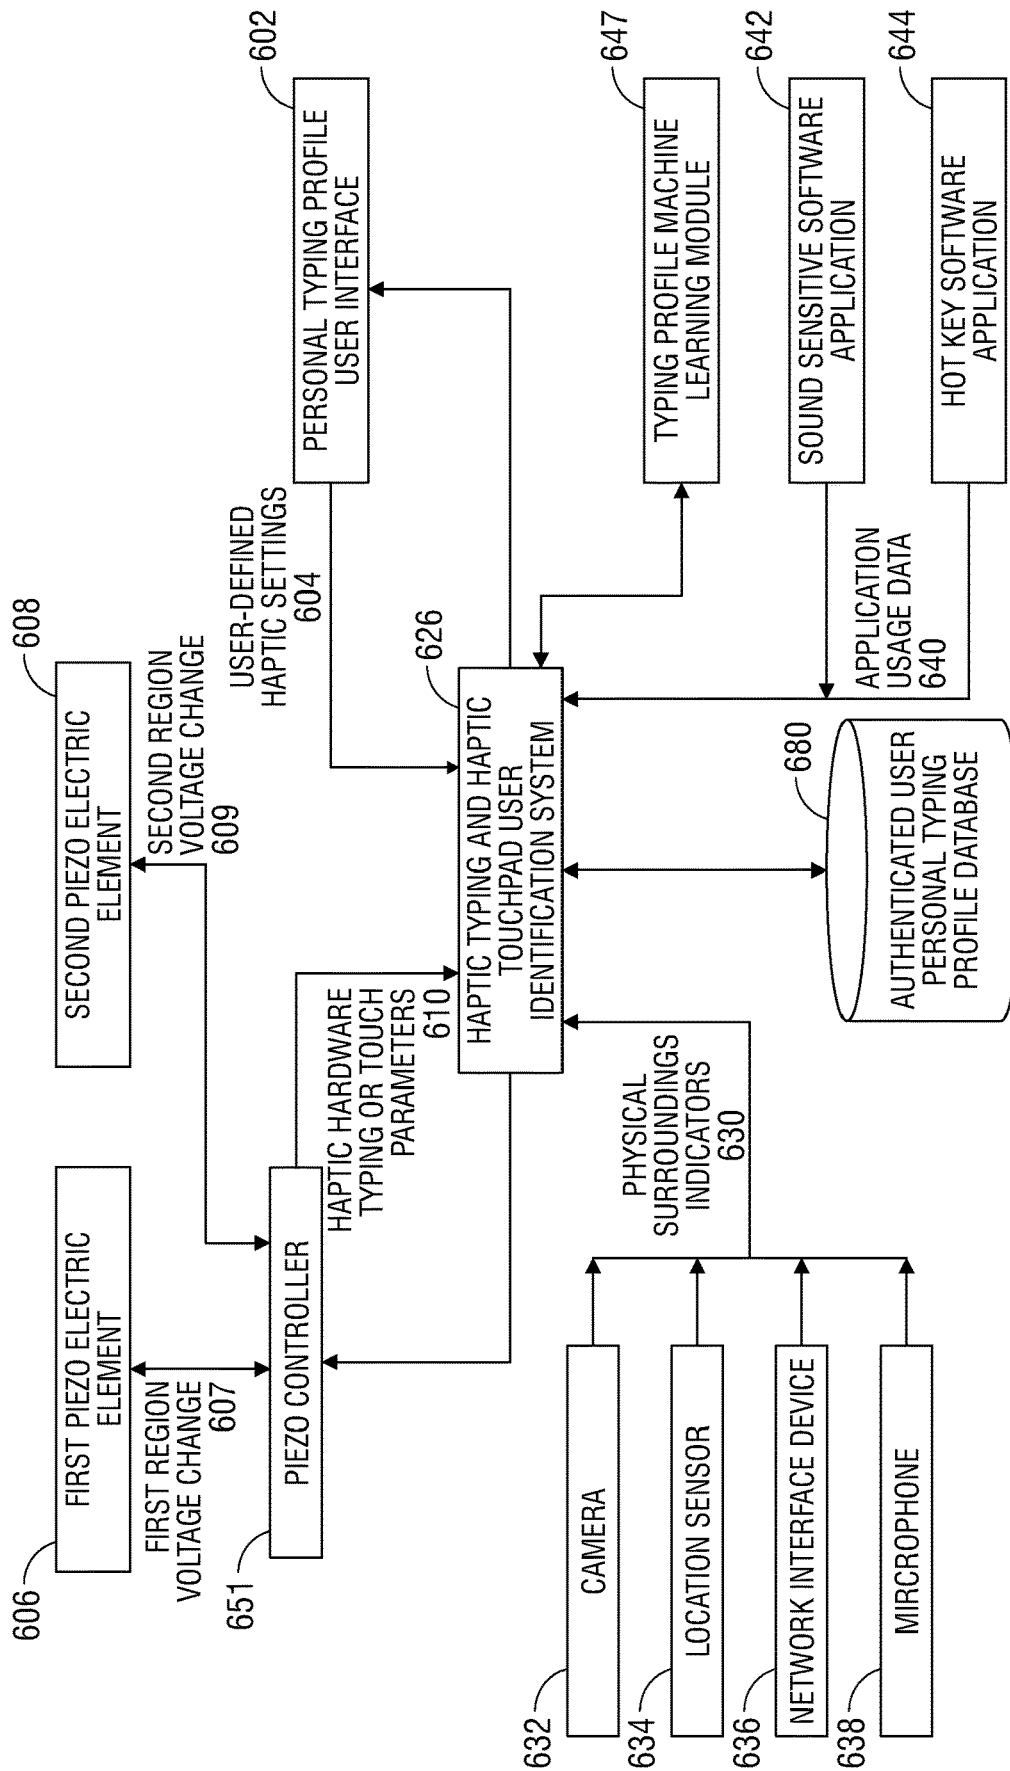 606
FIRST PIEZO ELECTRIC
ELEMENT
608
SECOND PIEZO ELECTRIC
ELEMENT
FIRST REGION
VOLTAGE CHANGE
607
SECOND REGION
VOLTAGE CHANGE
609
651
PIEZO CONTROLLER
USER-DEFINED
HAPTIC SETTINGS
604
602
PERSONAL TYPING PROFILE
USER INTERFACE
HAPTIC HARDWARE
TYPING OR TOUCH
PARAMETERS
610
626
HAPTIC TYPING AND HAPTIC
TOUCHPAD USER
IDENTIFICATION SYSTEM
632
CAMERA
634
LOCATION SENSOR
636
NETWORK INTERFACE DEVICE
638
MIRCROPHONE
PHYSICAL
SURROUNDINGS
INDICATORS
630
680
AUTHENTICATED USER
PERSONAL TYPING
PROFILE DATABASE
647
TYPING PROFILE MACHINE
LEARNING MODULE
642
SOUND SENSITIVE SOFTWARE
APPLICATION
APPLICATION
USAGE DATA
640
644
HOT KEY SOFTWARE
APPLICATION